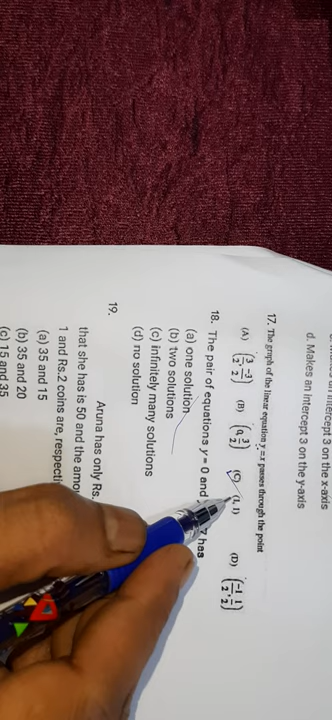 intercept 3 on the x-axis
d. Makes an intercept 3 on the y-axis
17. The graph of the linear equation y = x passes through the point
(A) (3/2, -3/2) (B) (0, 3/2) (C) (1, 1) (D) (-1/2, 1/2)
18. The pair of equations y = 0 and 7 has
(a) one solution
(b) two solutions
(c) infinitely many solutions
(d) no solution
19. Aruna has only Rs.
that she has is 50 and the
1 and Rs.2 coins are,
(a) 35 and 15
(b) 35 and 20
(c) 15 and 35